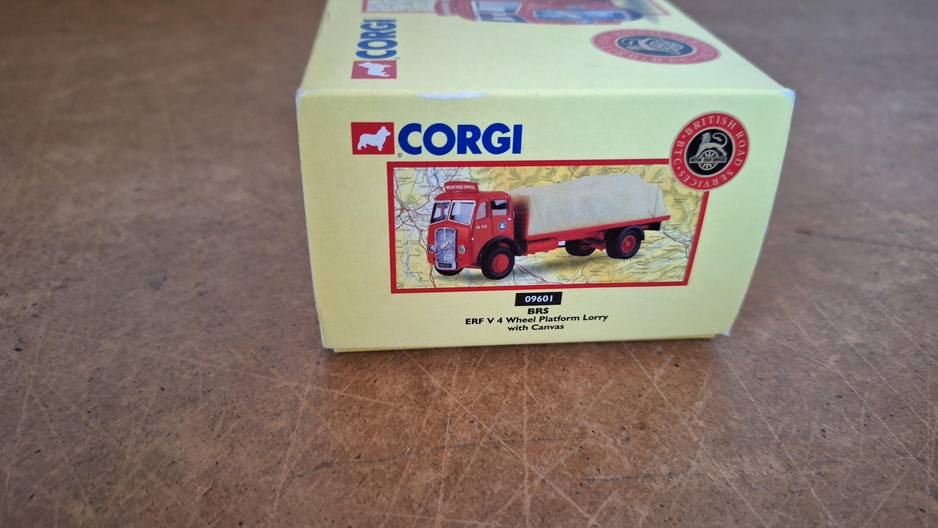 CORGI
CORGI
BRITISH ROAD SERVICES
B·T·C
09601
BRS
ERF V 4 Wheel Platform Lorry
with Canvas